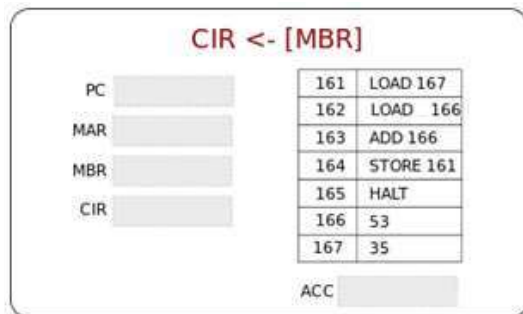 CIR <- [MBR]
PC
MAR
MBR
CIR
161 LOAD 167
162 LOAD 166
163 ADD 166
164 STORE 161
165 HALT
166 53
167 35
ACC